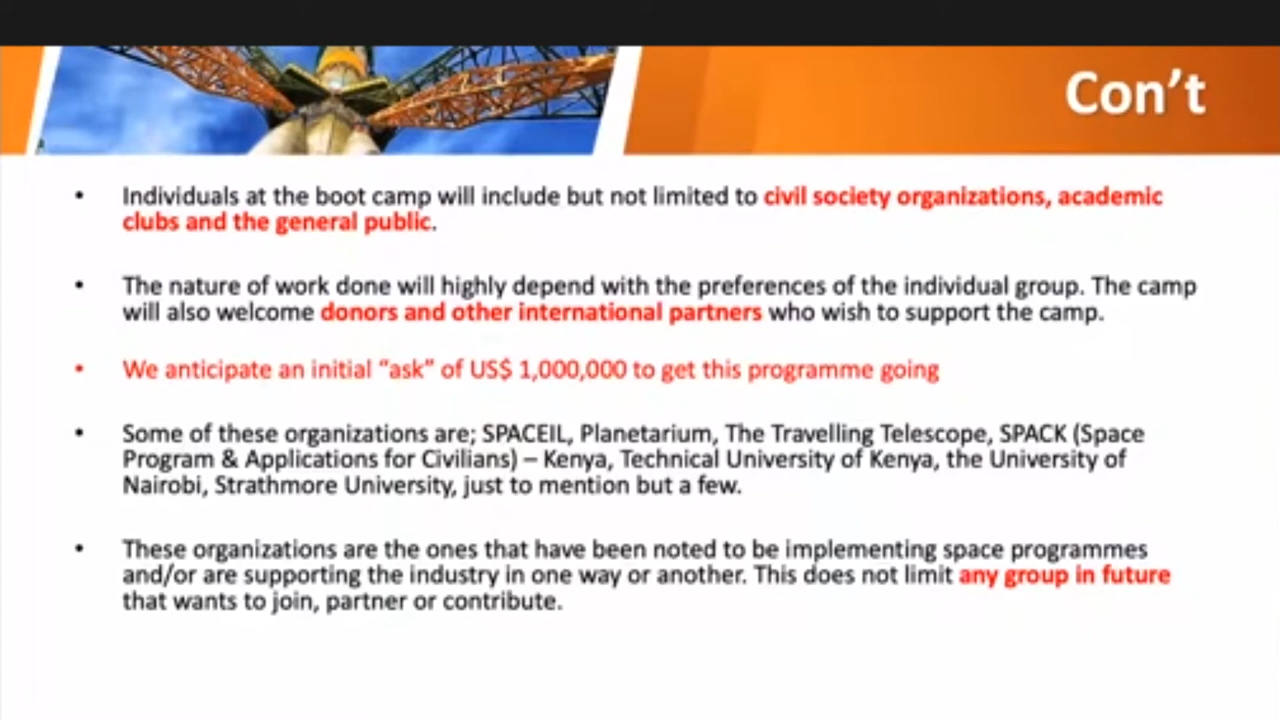 Con't
• Individuals at the boot camp will include but not limited to civil society organizations, academic
clubs and the general public.
• The nature of work done will highly depend with the preferences of the individual group. The camp
will also welcome donors and other international partners who wish to support the camp.
• We anticipate an initial “ask” of US$ 1,000,000 to get this programme going
• Some of these organizations are; SPACEIL, Planetarium, The Travelling Telescope, SPACK (Space
Program & Applications for Civilians) – Kenya, Technical University of Kenya, the University of
Nairobi, Strathmore University, just to mention but a few.
• These organizations are the ones that have been noted to be implementing space programmes
and/or are supporting the industry in one way or another. This does not limit any group in future
that wants to join, partner or contribute.